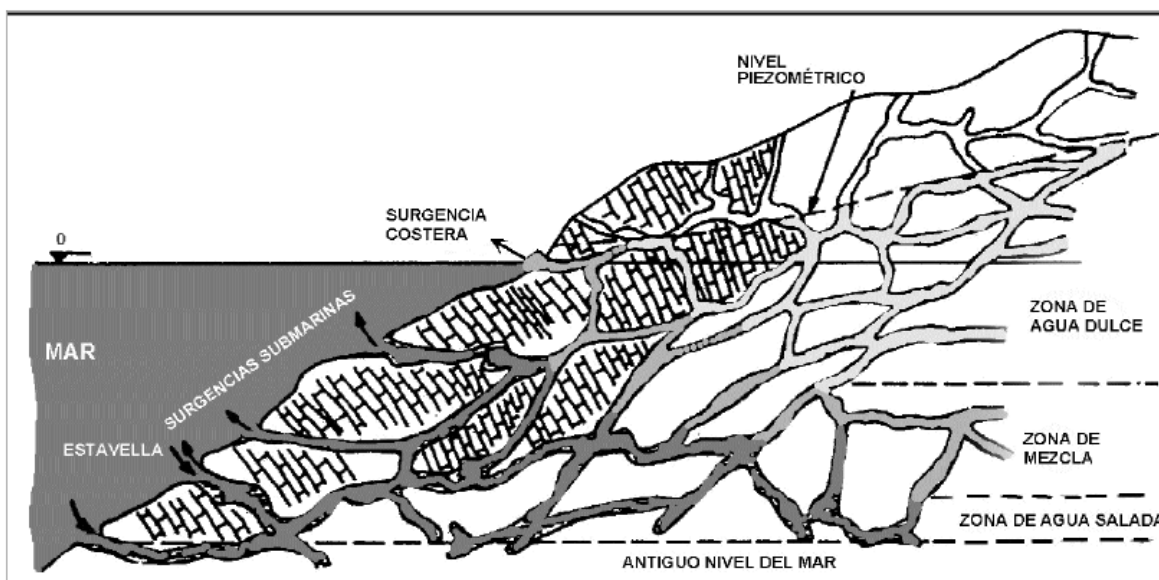 NIVEL
PIEZOMÉTRICO
SURGENCIA
COSTERA
0
MAR
SURGENCIAS SUBMARINAS
ESTAVELLA
ZONA DE
AGUA DULCE
ZONA DE
MEZCLA
ZONA DE AGUA SALADA
ANTIGUO NIVEL DEL MAR